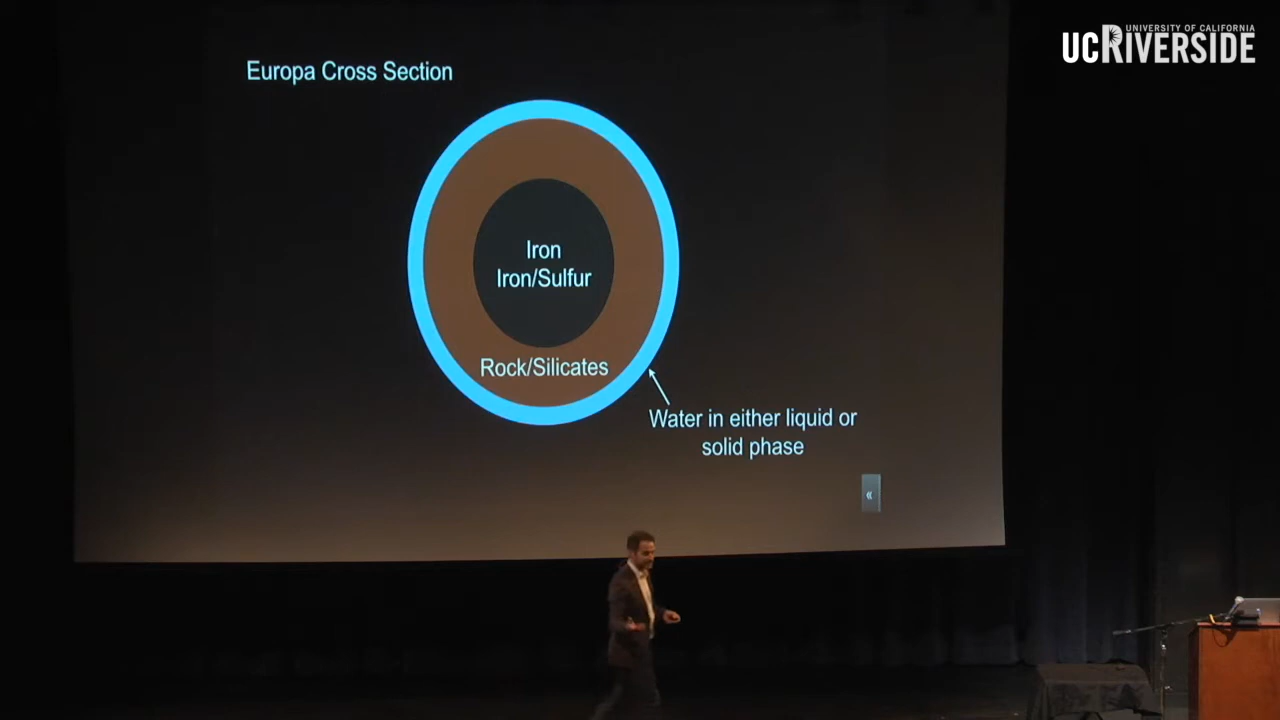 UNIVERSITY OF CALIFORNIA
UCRIVERSIDE
Europa Cross Section
Iron
Iron/Sulfur
Rock/Silicates
Water in either liquid or
solid phase
«